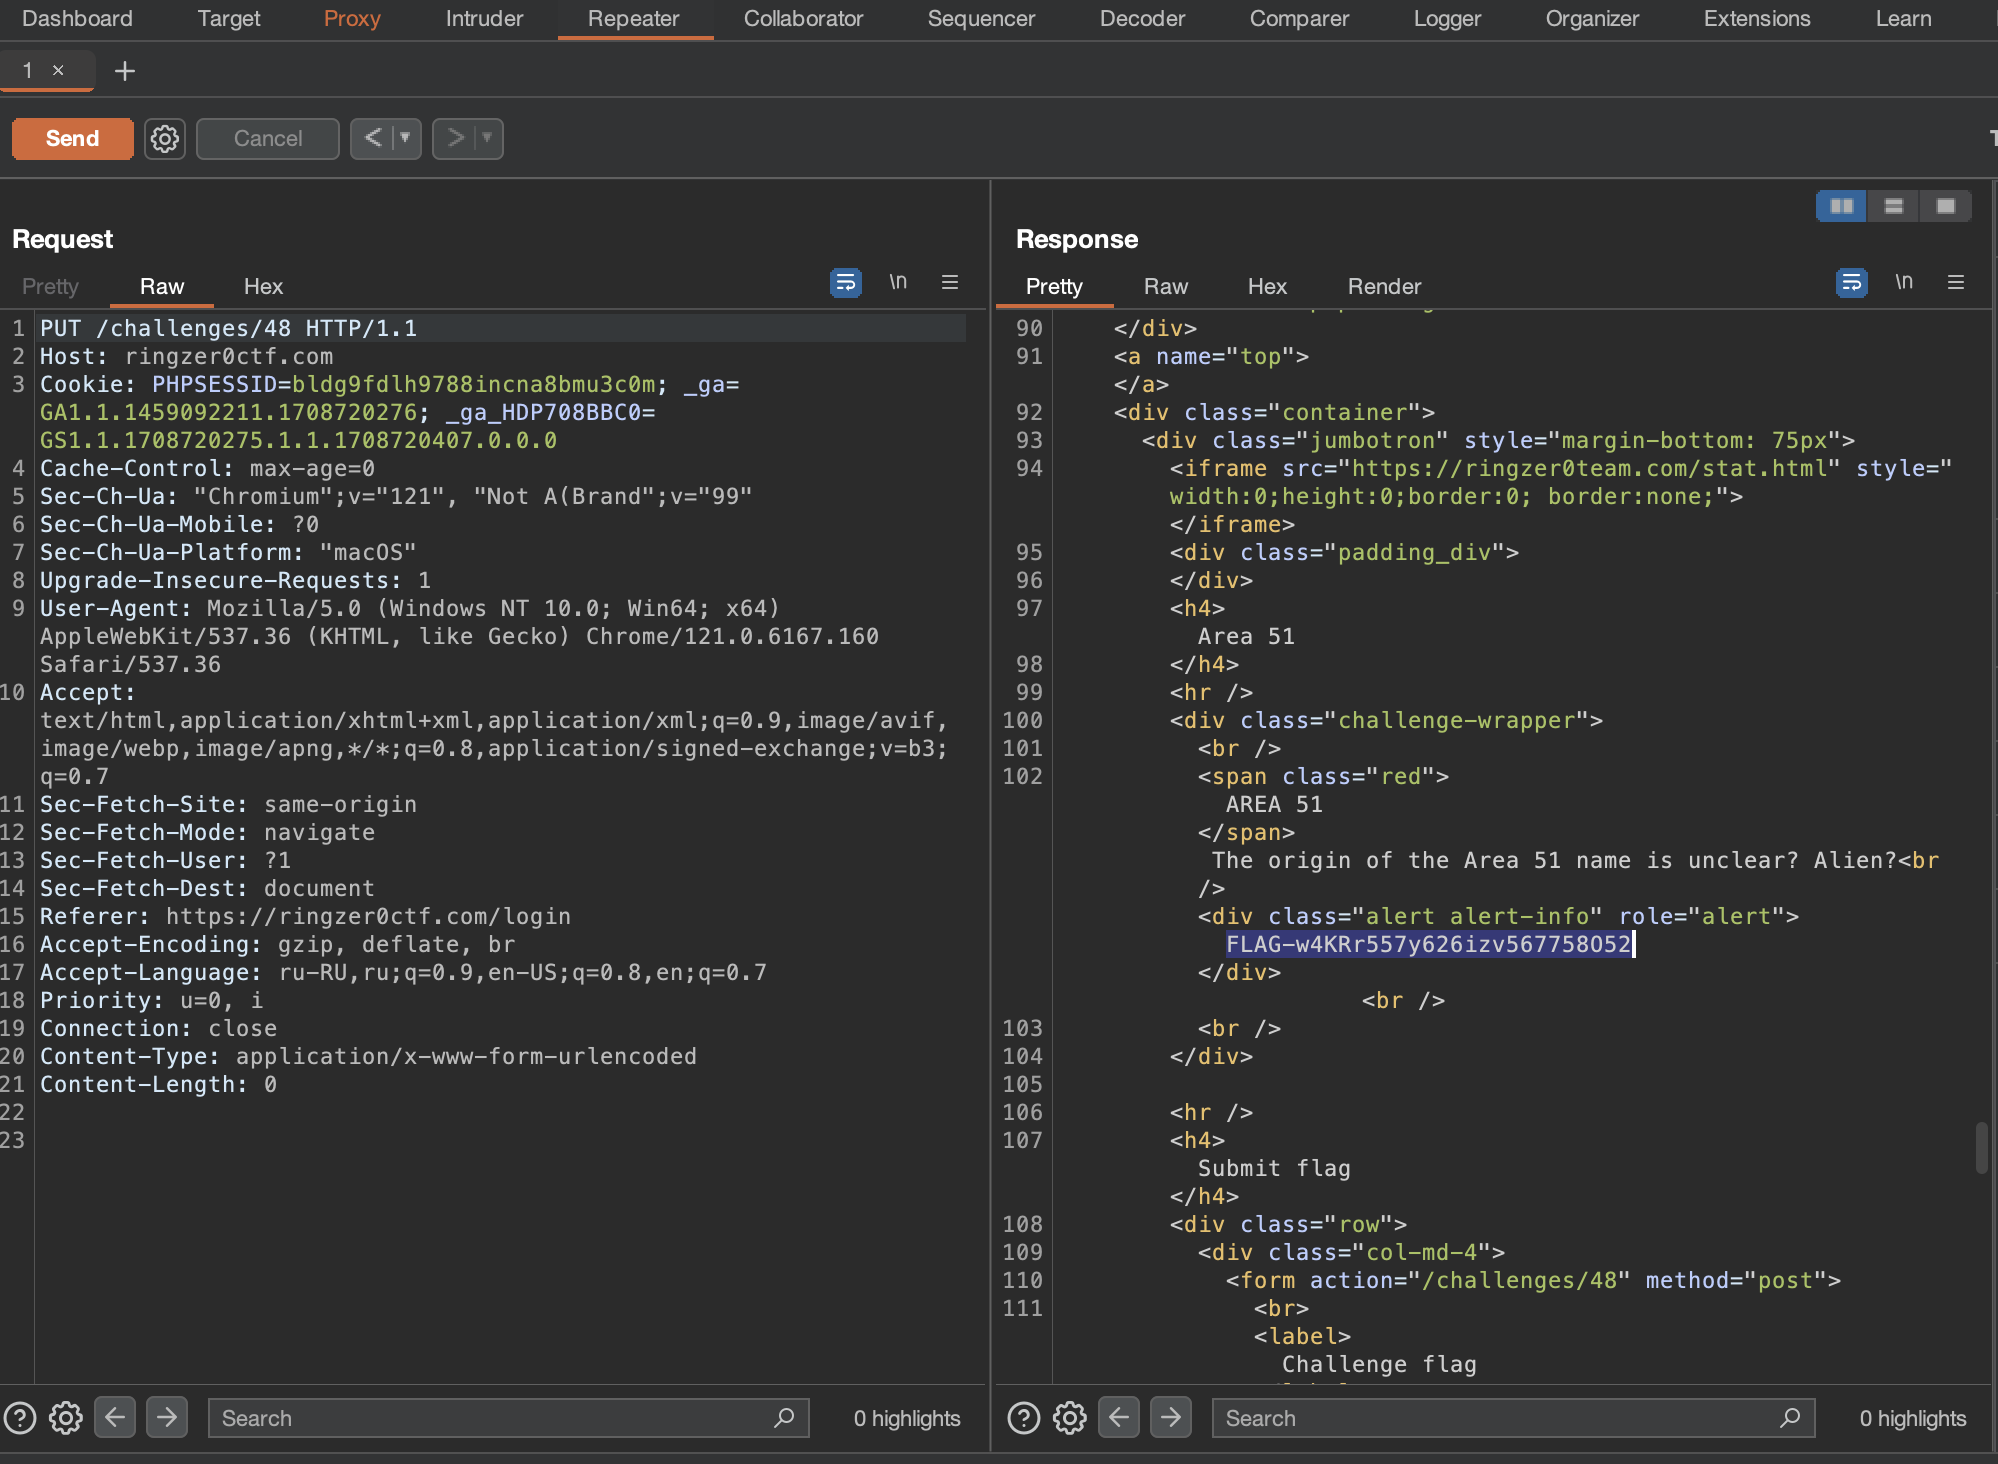 Dashboard Target Proxy Intruder Repeater Collaborator Sequencer Decoder Comparer Logger Organizer Extensions Learn
1 × +
Send Cancel < ▼ > ▼
Request
Pretty Raw Hex \n
1 PUT /challenges/48 HTTP/1.1
2 Host: ringzer0ctf.com
3 Cookie: PHPSESSID=bldg9fdlh9788incna8bmu3c0m; _ga=
GA1.1.1459092211.1708720276; _ga_HDP708BBC0=
GS1.1.1708720275.1.1.1708720407.0.0.0
4 Cache-Control: max-age=0
5 Sec-Ch-Ua: "Chromium";v="121", "Not A(Brand";v="99"
6 Sec-Ch-Ua-Mobile: ?0
7 Sec-Ch-Ua-Platform: "macOS"
8 Upgrade-Insecure-Requests: 1
9 User-Agent: Mozilla/5.0 (Windows NT 10.0; Win64; x64)
AppleWebKit/537.36 (KHTML, like Gecko) Chrome/121.0.6167.160
Safari/537.36
10 Accept:
text/html,application/xhtml+xml,application/xml;q=0.9,image/avif,
image/webp,image/apng,*/*;q=0.8,application/signed-exchange;v=b3;
q=0.7
11 Sec-Fetch-Site: same-origin
12 Sec-Fetch-Mode: navigate
13 Sec-Fetch-User: ?1
14 Sec-Fetch-Dest: document
15 Referer: https://ringzer0ctf.com/login
16 Accept-Encoding: gzip, deflate, br
17 Accept-Language: ru-RU,ru;q=0.9,en-US;q=0.8,en;q=0.7
18 Priority: u=0, i
19 Connection: close
20 Content-Type: application/x-www-form-urlencoded
21 Content-Length: 0
22
23
Search 0 highlights
Response
Pretty Raw Hex Render \n
90 </div>
91 <a name="top">
</a>
92 <div class="container">
93 <div class="jumbotron" style="margin-bottom: 75px">
94 <iframe src="https://ringzer0team.com/stat.html" style="
width:0;height:0;border:0; border:none;">
</iframe>
95 <div class="padding_div">
96 </div>
97 <h4>
Area 51
98 </h4>
99 <hr />
100 <div class="challenge-wrapper">
101 <br />
102 <span class="red">
AREA 51
</span>
The origin of the Area 51 name is unclear? Alien?<br
/>
<div class="alert alert-info" role="alert">
FLAG-w4KRr557y626izv567758O52
</div>
<br />
103 <br />
104 </div>
105
106 <hr />
107 <h4>
Submit flag
</h4>
108 <div class="row">
109 <div class="col-md-4">
110 <form action="/challenges/48" method="post">
111 <br>
<label>
Challenge flag
Search 0 highlights